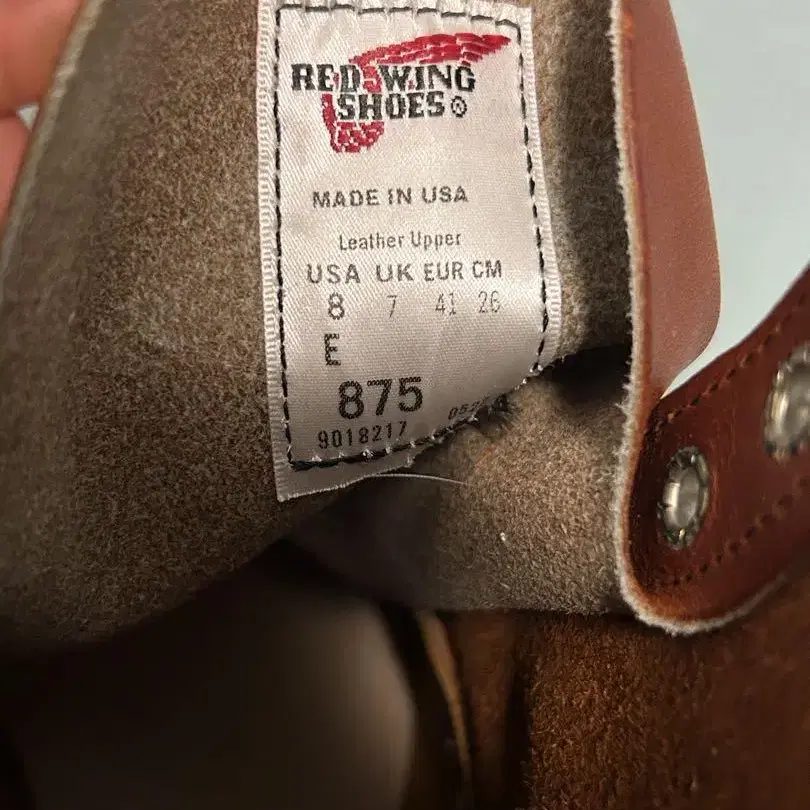 RED WING
SHOES®
MADE IN USA
Leather Upper
USA UK EUR CM
8 7 41 26
E
875
9018217